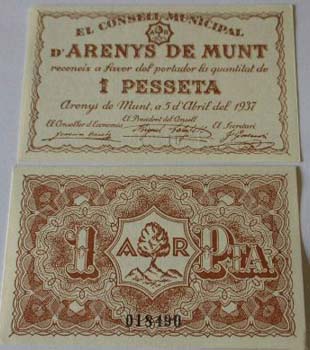 EL CONSELL MUNICIPAL
D'ARENYS DE MUNT
reconeix a favor del portador la quantitat de
1 PESSETA
Arenys de Munt, a 5 d'Abril del 1937
El Conseller d'Economia El President del Consell El Secretari
1 A R PTA.
018490